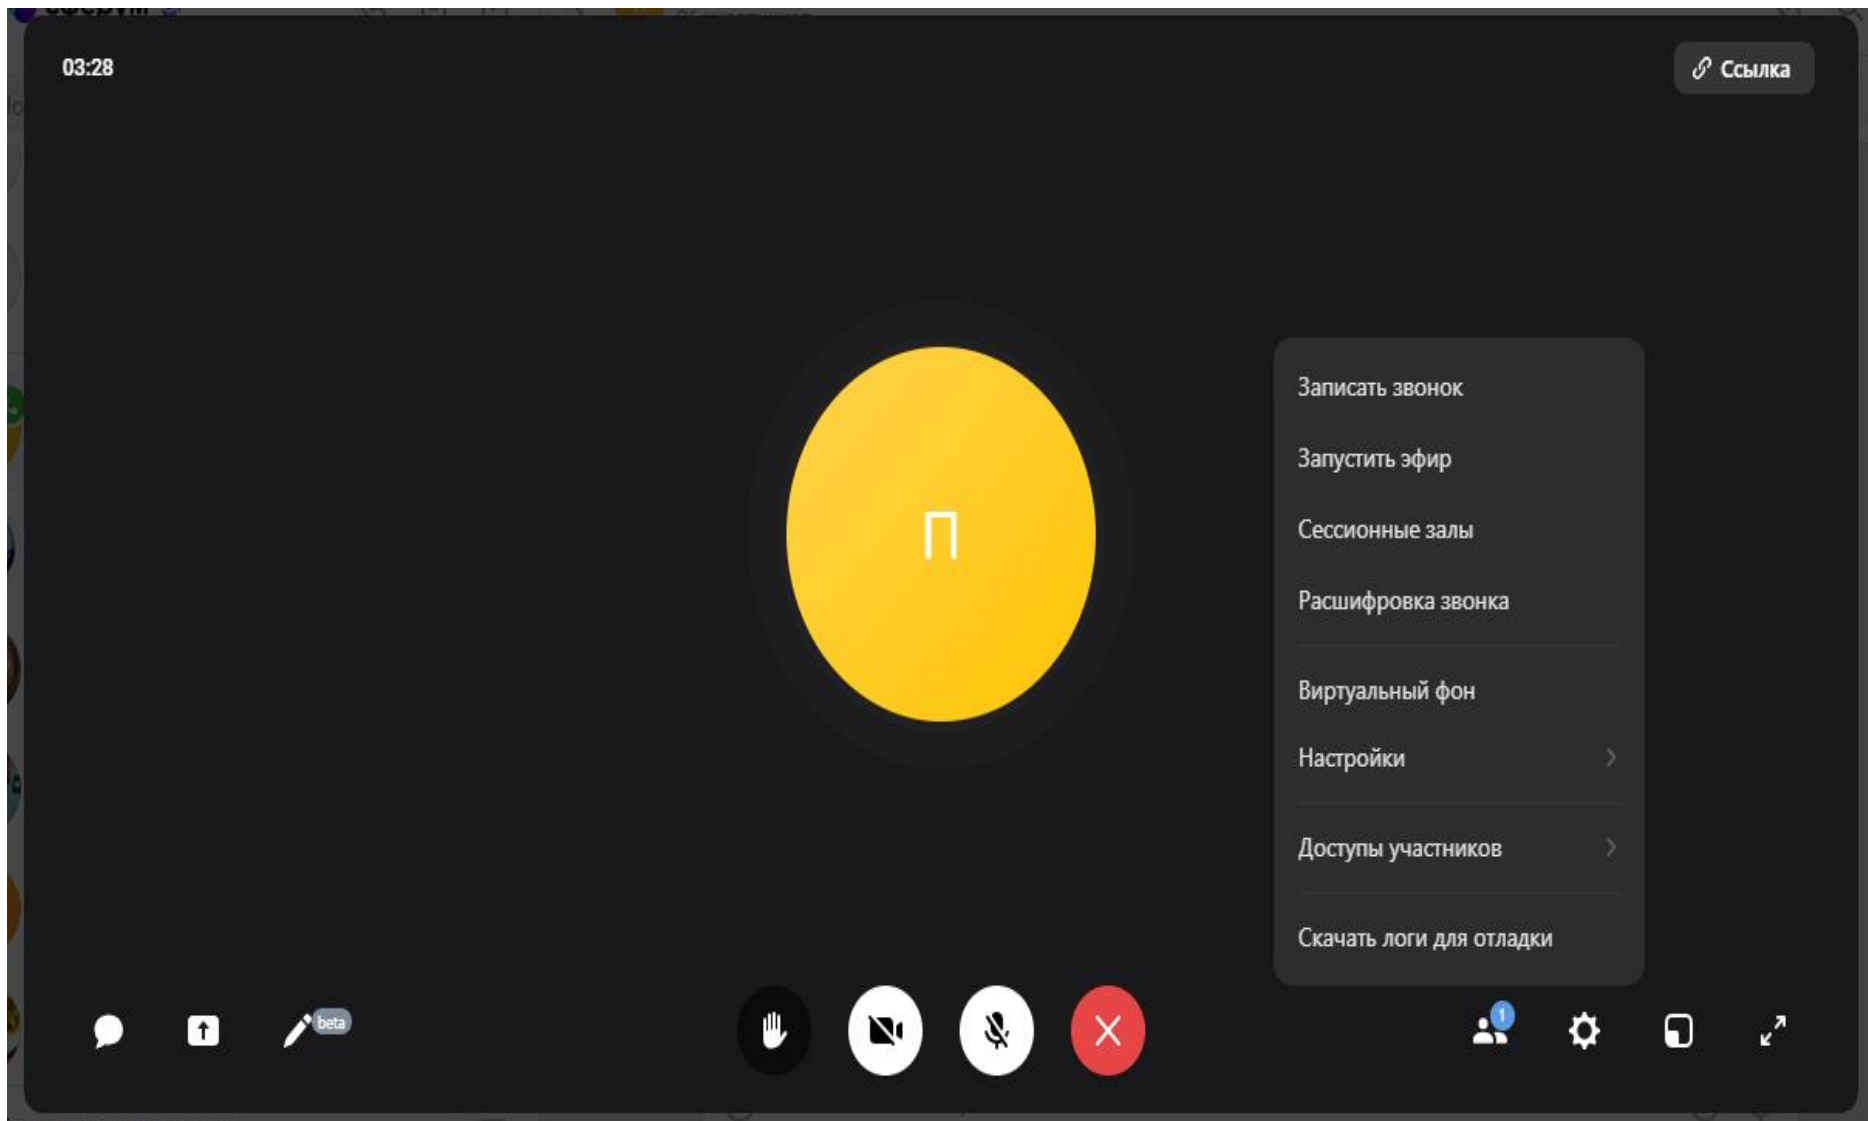 сферум
03:28
Ссылка
П
Записать звонок
Запустить эфир
Сессионные залы
Расшифровка звонка
Виртуальный фон
Настройки
Доступы участников
Скачать логи для отладки
beta
1